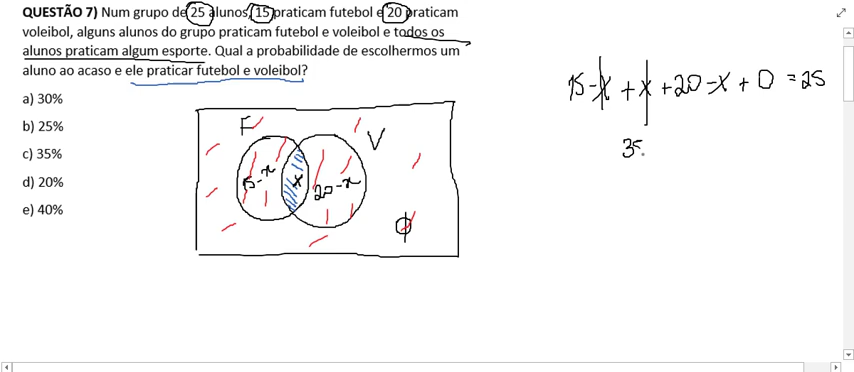 QUESTÃO 7) Num grupo de 25 alunos, 15 praticam futebol e 20 praticam
voleibol, alguns alunos do grupo praticam futebol e voleibol e todos os
alunos praticam algum esporte. Qual a probabilidade de escolhermos um
aluno ao acaso e ele praticar futebol e voleibol?
a) 30%
b) 25%
c) 35%
d) 20%
e) 40%
F
V
15-x
x
20-x
0
15-x+x+20-x+0=25
35